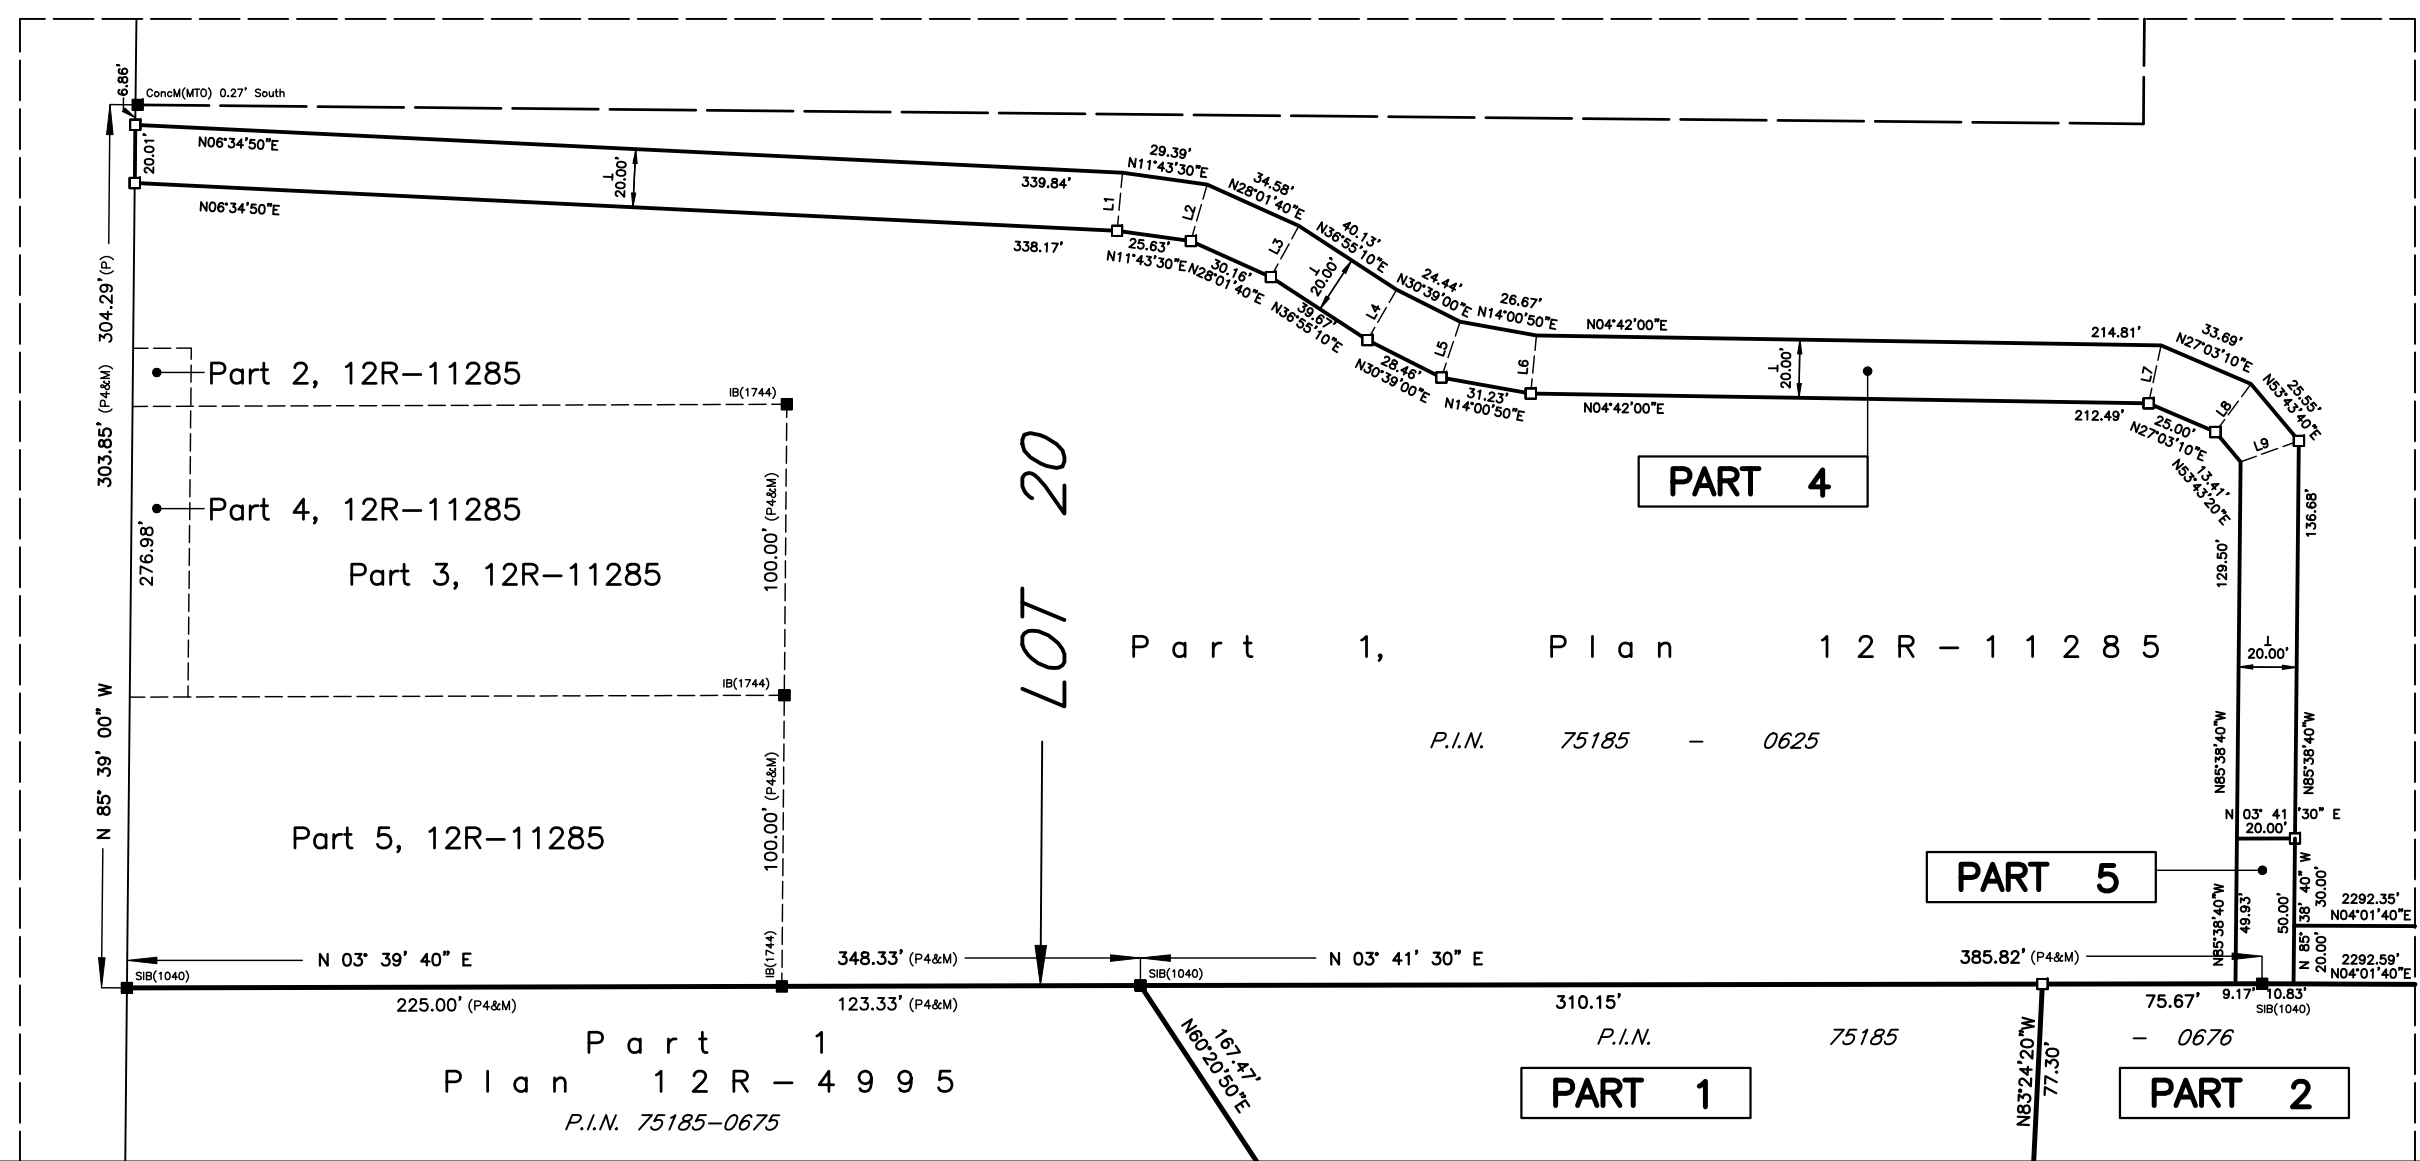 6.86'
ConcM(MTO) 0.27' South
20.01'
N06°34'50"E
⊥
20.00'
339.84'
N06°34'50"E
338.17'
L1
29.39'
N11°43'30"E
L2
25.63'
N11°43'30"E
34.58'
N28°01'40"E
L3
30.16'
N28°01'40"E
40.13'
N36°55'10"E
⊥
20.00'
L4
39.67'
N36°55'10"E
24.44'
N30°39'00"E
L5
28.46'
N30°39'00"E
26.67'
N14°00'50"E
L6
31.23'
N14°00'50"E
N04°42'00"E
214.81'
⊥
20.00'
N04°42'00"E
212.49'
L7
33.69'
N27°03'10"E
L8
25.00'
N27°03'10"E
25.55'
N53°43'40"E
L9
13.41'
N53°43'20"E
304.29' (P)
303.85' (P4&M)
N 85° 39' 00" W
276.98'
Part 2, 12R-11285
IB(1744)
Part 4, 12R-11285
Part 3, 12R-11285
100.00' (P4&M)
IB(1744)
100.00' (P4&M)
Part 5, 12R-11285
IB(1744)
LOT 20
PART 4
Part 1, Plan 12R-11285
P.I.N. 75185 - 0625
129.50'
136.68'
⊥
20.00'
N85°38'40"W
N85°38'40"W
N 03° 41 '30" E
20.00'
PART 5
N85°38'40"W
49.93'
50.00'
N 85° 38' 40" W
30.00'
20.00'
2292.35'
N04°01'40"E
2292.59'
N04°01'40"E
SIB(1040)
N 03° 39' 40" E
348.33' (P4&M)
SIB(1040)
N 03° 41' 30" E
385.82' (P4&M)
225.00' (P4&M)
123.33' (P4&M)
310.15'
75.67'
9.17'
10.83'
SIB(1040)
Part 1
Plan 12R-4995
P.I.N. 75185-0675
167.47'
N60°20'50"E
P.I.N. 75185 - 0676
PART 1
N83°24'20"W
77.30'
PART 2